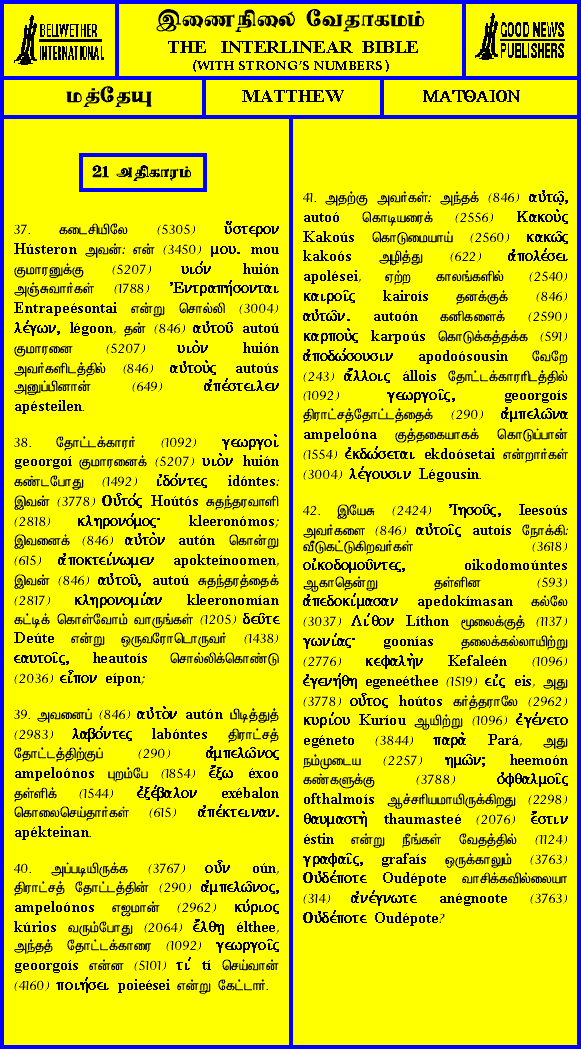 BELLWETHER
INTERNATIONAL
இணைநிலை வேதாகமம்
THE INTERLINEAR BIBLE
(WITH STRONG'S NUMBERS)
GOOD NEWS
PUBLISHERS
மத்தேயு
MATTHEW
ΜΑΤΘΑΙΟΝ
21 அதிகாரம்
37. கடைசியிலே (5305) ὕστερον
Hústeron அவன்: என் (3450) μου. mou
குமாரனுக்கு (5207) υιόν huión
அஞ்சுவார்கள் (1788) Ἐντραπήσονται
Entrapeésontai என்று சொல்லி (3004)
λέγων, légoon, தன் (846) αὐτοῦ autoú
குமாரனை (5207) υιὸν huión
அவர்களிடத்தில் (846) αὐτοὺς autoús
அனுப்பினான் (649) ἀπέστειλεν
apésteilen.
38. தோட்டக்காரர் (1092) γεωργοὶ
georgoí குமாரனைக் (5207) υιὸν huión
கண்டபோது (1492) ἰδόντες idóntes:
இவன் (3778) Οὗτός Hoútós சுதந்தரவாளி
(2818) κληρονόμος· kleeronómos;
இவனைக் (846) αὐτὸν autón கொன்று
(615) ἀποκτείνωμεν apokteínoomen,
இவன் (846) αὐτοῦ, autoú சுதந்தரத்தைக்
(2817) κληρονομίαν kleeronomían
கட்டிக் கொள்வோம் வாருங்கள் (1205) δεῦτε
Deúte என்று ஒருவரோடொருவர் (1438)
εαυτοῖς, heautoís சொல்லிக்கொண்டு
(2036) εἶπον eípon;
39. அவனைப் (846) αὐτὸν autón பிடித்துத்
(2983) λαβόντες labóntes திராட்சத்
தோட்டத்திற்குப் (290) ἀμπελῶνος
ampeloónos புறம்பே (1854) ἔξω éxoo
தள்ளிக் (1544) ἐξέβαλον exébalon
கொலைசெய்தார்கள் (615) ἀπέκτειναν.
apékteinan.
40. அப்படியிருக்க (3767) οὖν oún,
திராட்சத் தோட்டத்தின் (290) ἀμπελῶνος,
ampeloónos எஜமான் (2962) κύριος
kúrios வரும்போது (2064) ἔλθη élthee,
அந்தத் தோட்டக்காரரை (1092) γεωργοῖς
georgoís என்ன (5101) τί tí செய்வான்
(4160) ποιήσει poieései என்று கேட்டார்.
41. அதற்கு அவர்கள்: அந்தக் (846) αὐτῷ,
autoó கொடியரைக் (2556) Κακοὺς
Kakoús கொடுமையாய் (2560) κακῶς
kakoós அழித்து (622) ἀπολέσει
apolései, ஏற்ற காலங்களில் (2540)
καιροῖς kairoís தனக்குக் (846)
αὐτῶν. autoón கனிகளைக் (2590)
καρποὺς karpoús கொடுக்கத்தக்க (591)
ἀποδώσουσιν apodoósousin வேறே
(243) ἄλλοις állois தோட்டக்காரரிடத்தில்
(1092) γεωργοῖς, georgoís
திராட்சத்தோட்டத்தைக் (290) ἀμπελῶνα
ampeloóna குத்தகையாகக் கொடுப்பான்
(1554) ἐκδώσεται ekdoósetai என்றார்கள்
(3004) λέγουσιν Légousin.
42. இயேசு (2424) Ἰησοῦς, Ieesoús
அவர்களை (846) αὐτοῖς autoís நோக்கி:
வீடுகட்டுகிறவர்கள் (3618)
οἰκοδομοῦντες, oikodomoúntes
ஆகாதென்று தள்ளின (593)
ἀπεδοκίμασαν apedokímasan கல்லே
(3037) Λίθον Líthon மூலைக்குத் (1137)
γωνίας· goonías தலைக்கல்லாயிற்று
(2776) κεφαλὴν Kefaleén (1096)
ἐγενήθη egeneéthee (1519) εἰς eis, அது
(3778) οὗτος hoútos கர்த்தராலே (2962)
κυρίου Kuríou ஆயிற்று (1096) ἐγένετο
egéneto (3844) παρὰ Pará, அது
நம்முடைய (2257) ημῶν; heemoón
கண்களுக்கு (3788) ὀφθαλμοῖς
ofthalmoís ஆச்சரியமாயிருக்கிறது (2298)
θαυμαστὴ thaumasteé (2076) ἔστιν
éstin என்று நீங்கள் வேதத்தில் (1124)
γραφαῖς, grafaís ஒருக்காலும் (3763)
Οὐδέποτε Oudépote வாசிக்கவில்லையா
(314) ἀνέγνωτε anégnoote (3763)
Οὐδέποτε Oudépote?